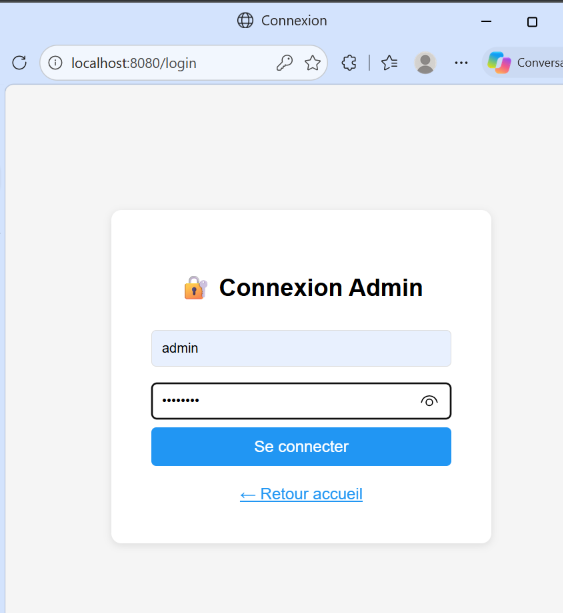 Connexion
localhost:8080/login
Conversa
Connexion Admin
admin
••••••••
Se connecter
← Retour accueil